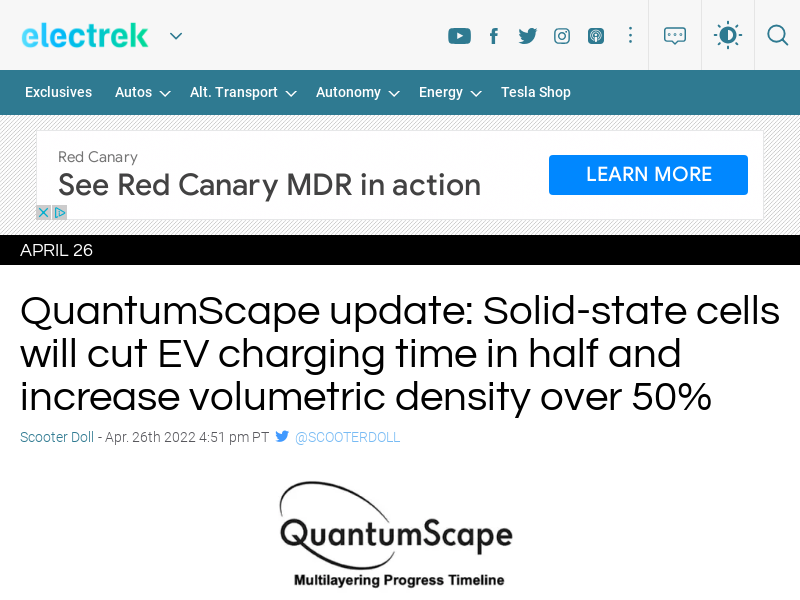 electrek
Exclusives Autos Alt. Transport Autonomy Energy Tesla Shop
Red Canary
See Red Canary MDR in action
LEARN MORE
APRIL 26
QuantumScape update: Solid-state cells
will cut EV charging time in half and
increase volumetric density over 50%
Scooter Doll - Apr. 26th 2022 4:51 pm PT @SCOOTERDOLL
QuantumScape
Multilayering Progress Timeline